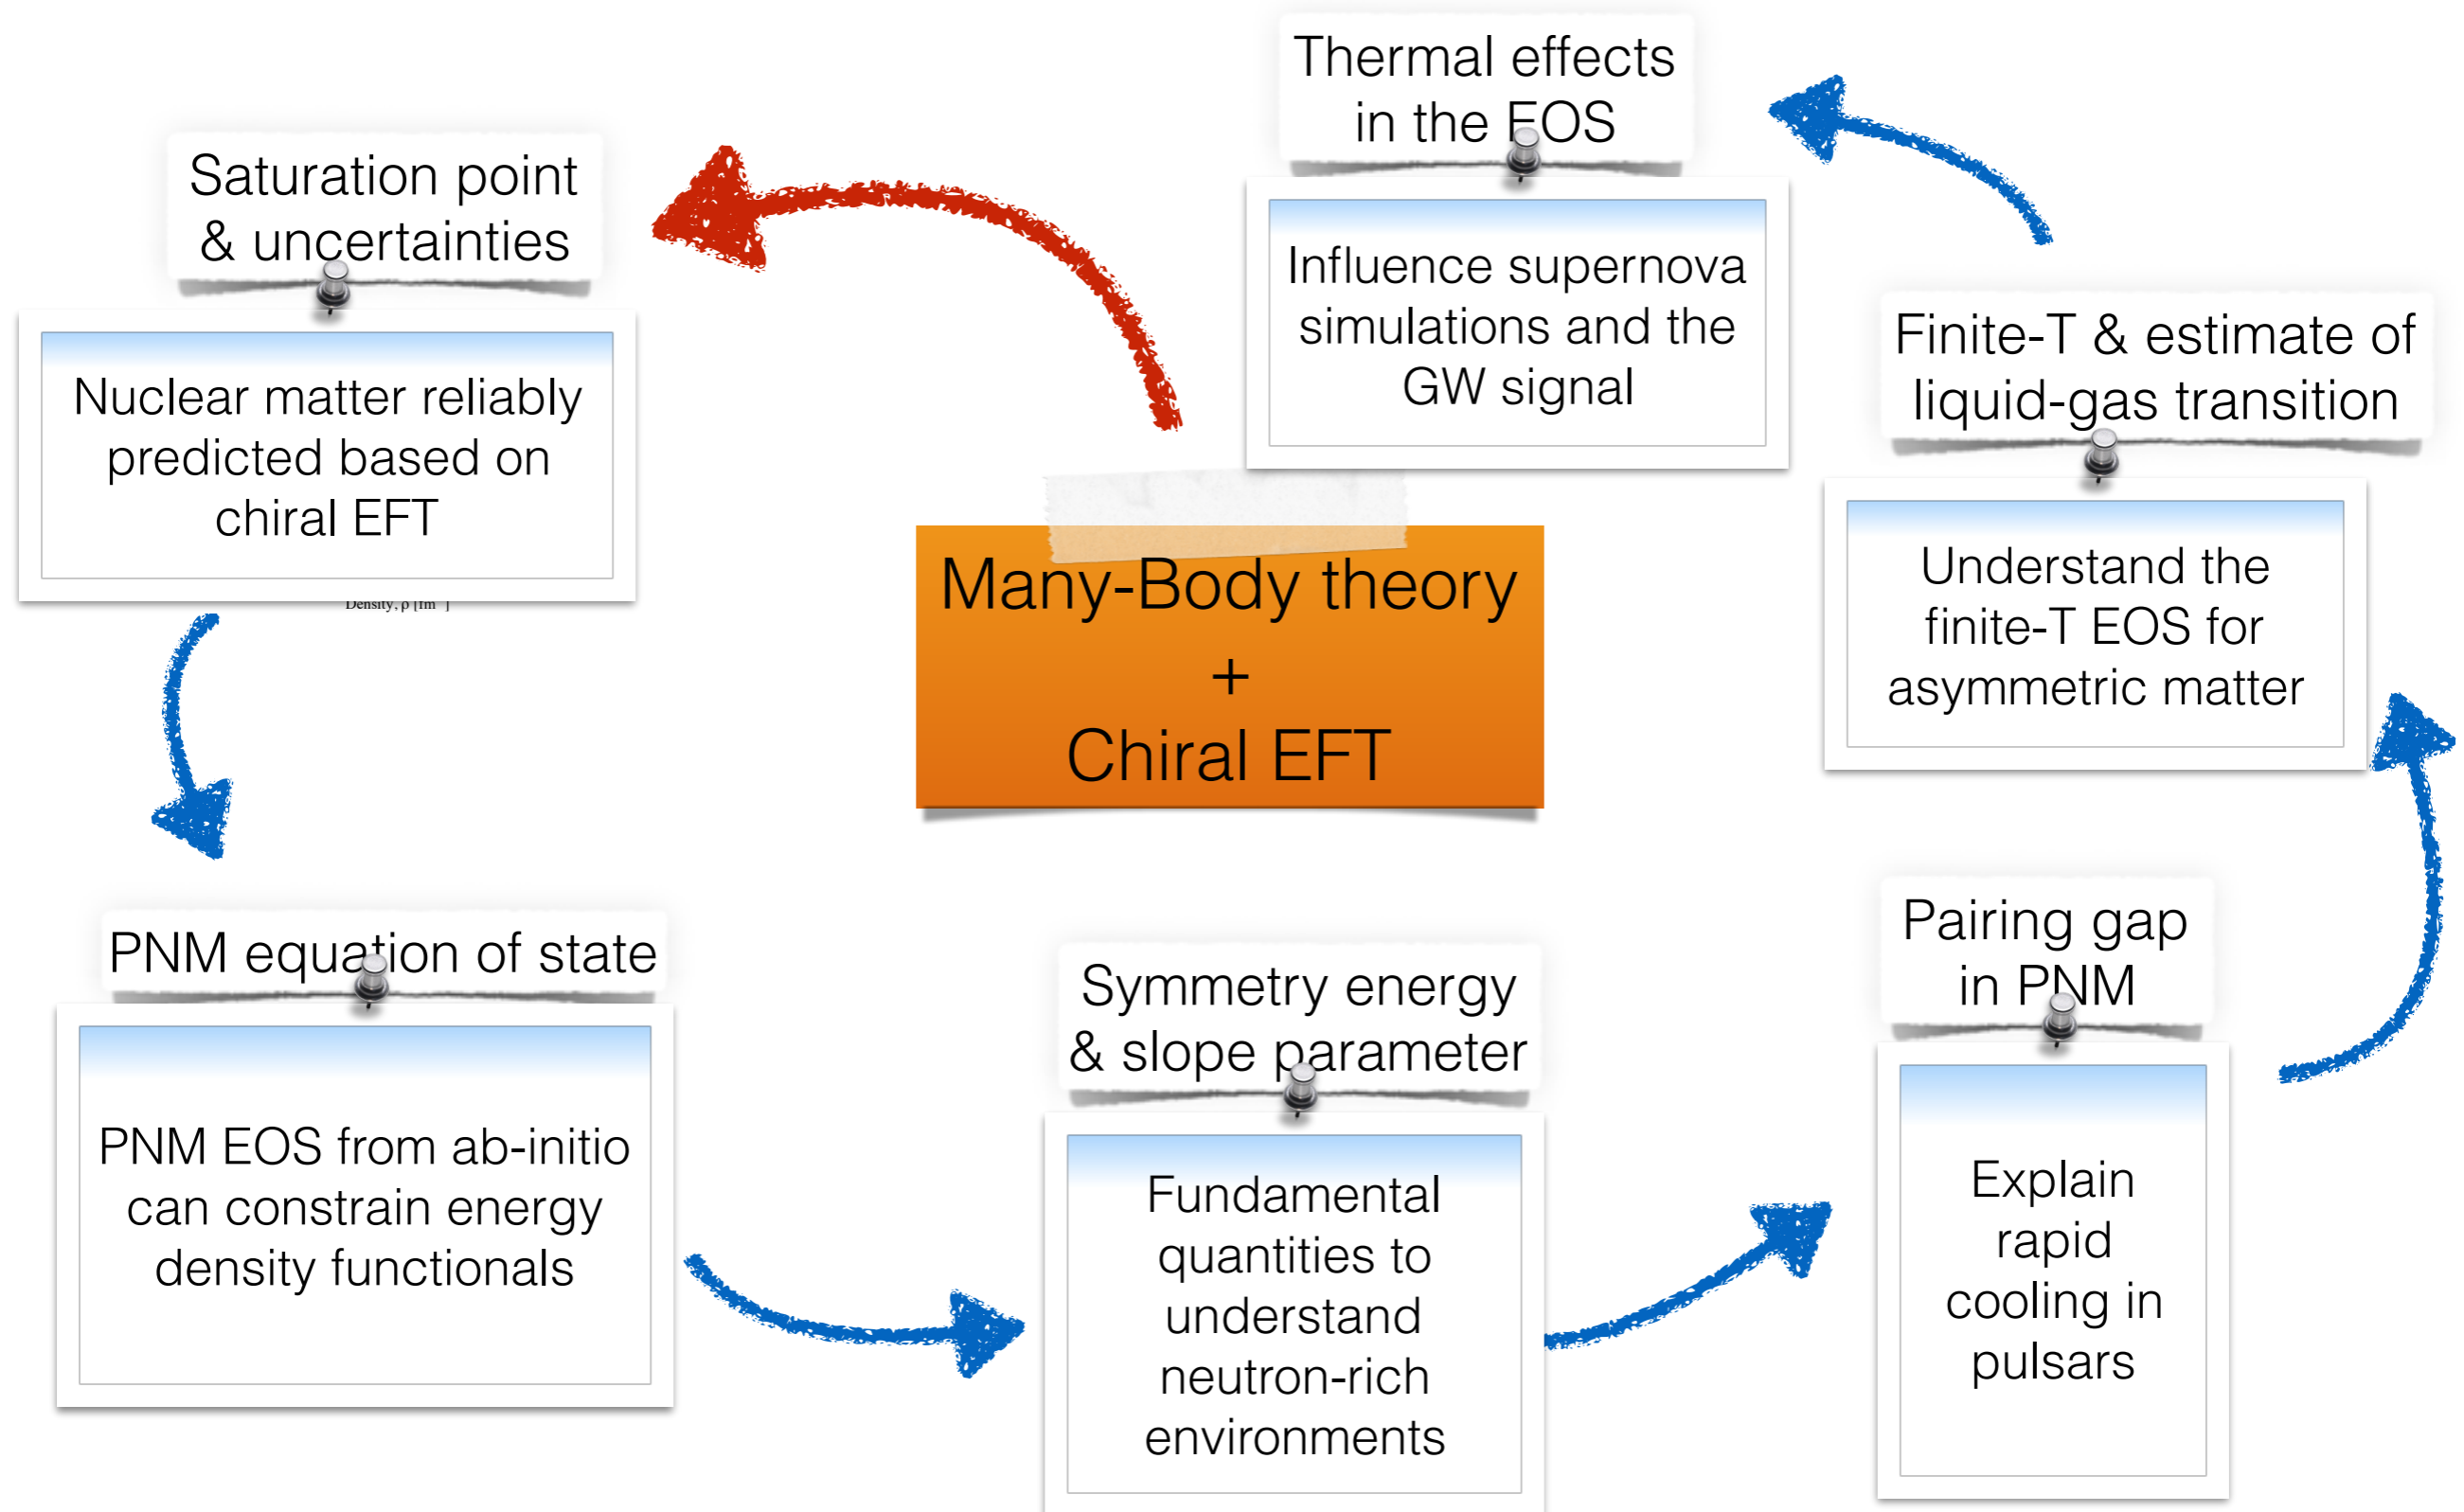 Thermal effects
in the EOS
Influence supernova
simulations and the
GW signal
Saturation point
& uncertainties
Nuclear matter reliably
predicted based on
chiral EFT
Density, ρ [fm
Many-Body theory
+
Chiral EFT
Finite-T & estimate of
liquid-gas transition
Understand the
finite-T EOS for
asymmetric matter
PNM equation of state
PNM EOS from ab-initio
can constrain energy
density functionals
Symmetry energy
& slope parameter
Fundamental
quantities to
understand
neutron-rich
environments
Pairing gap
in PNM
Explain
rapid
cooling in
pulsars